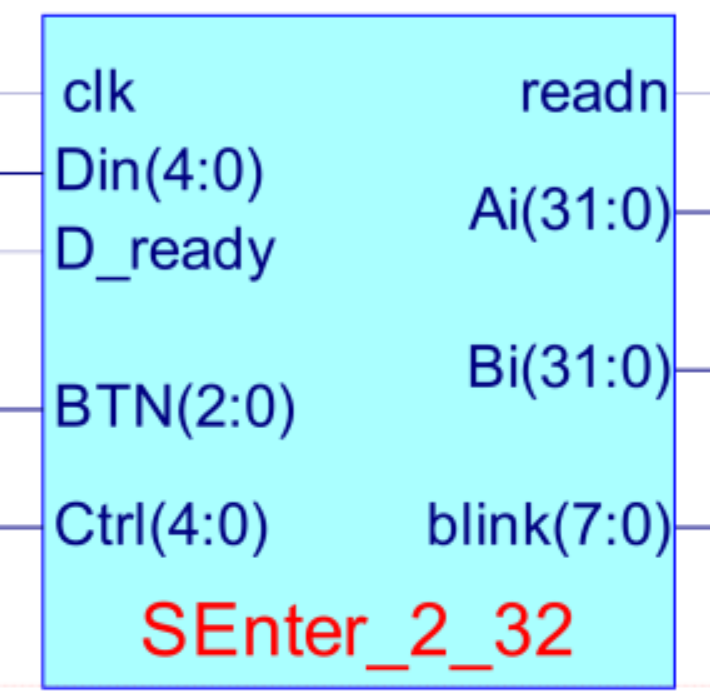 clk
readn
Din(4:0)
Ai(31:0)
D_ready
Bi(31:0)
BTN(2:0)
Ctrl(4:0)
blink(7:0)
SEnter_2_32